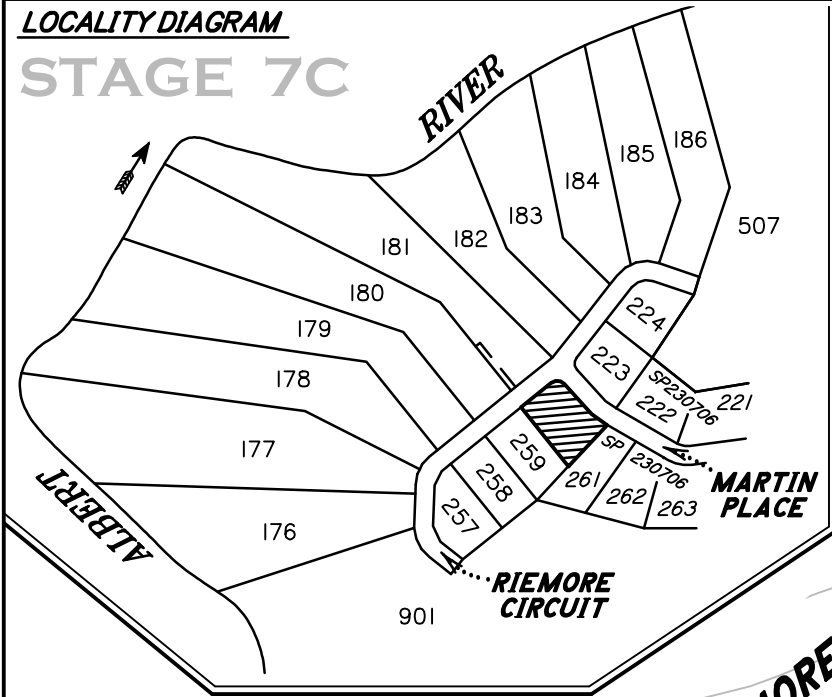 LOCALITY DIAGRAM
STAGE 7C
RIVER
186
185
184
183
507
182
181
180
224
179
223
SP230706
221
222
178
259
SP 230706
177
258
261
262
263
MARTIN
PLACE
257
ALBERT
176
RIEMORE
CIRCUIT
901